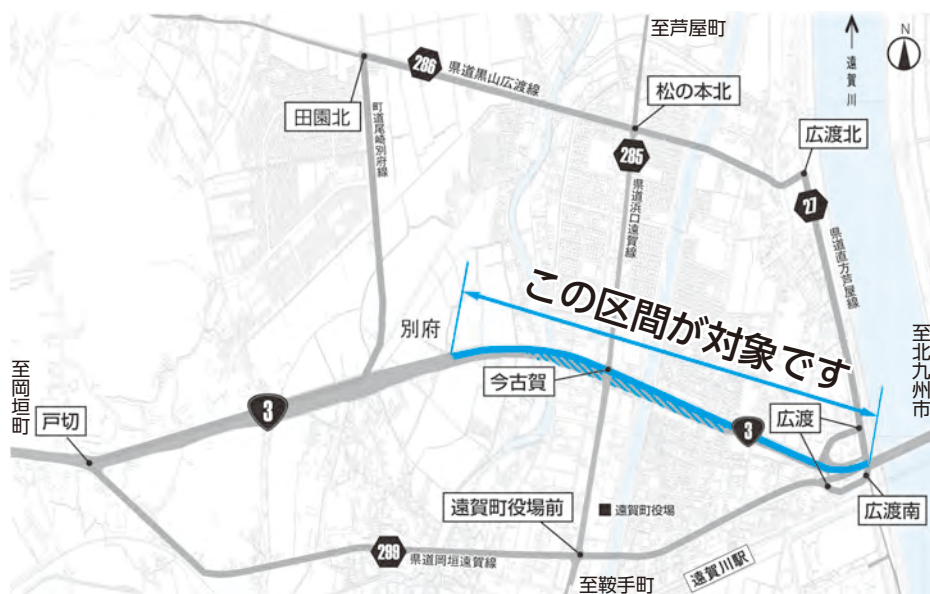 至芦屋町
N
遠賀川
286
県道黒山広渡線
田園北
松の本北
広渡北
町道尾崎別府線
285
県道浜口遠賀線
27
県道直方芦屋線
この区間が対象です
別府
至北九州市
至岡垣町
今古賀
戸切
3
3
広渡
遠賀町役場前
遠賀町役場
広渡南
299
県道岡垣遠賀線
遠賀川駅
至鞍手町